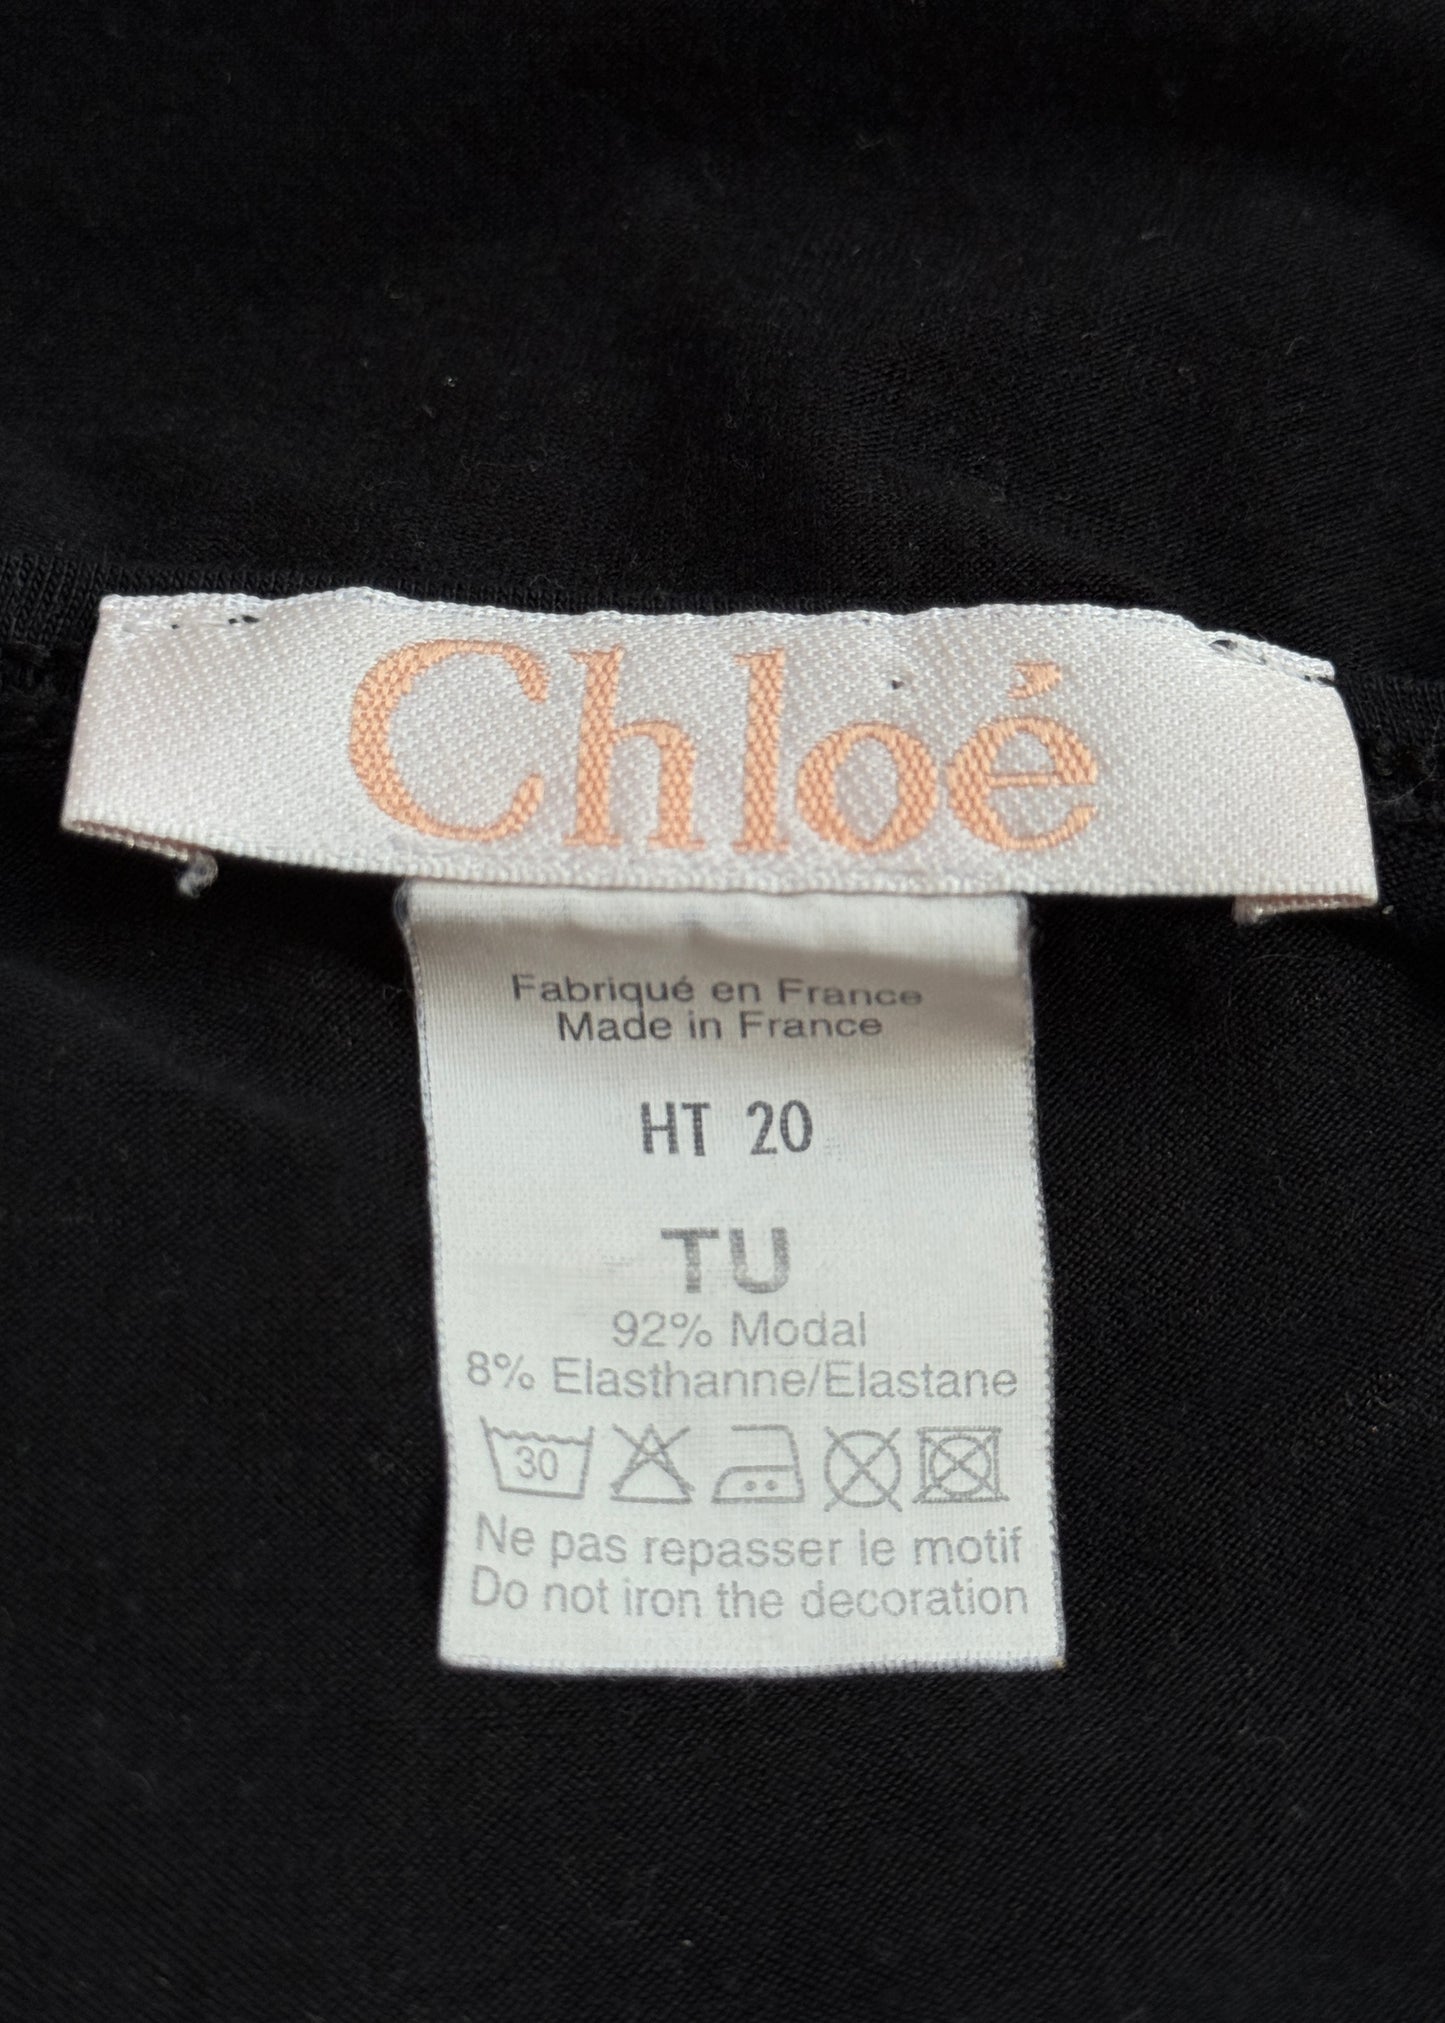 Chloé
Fabriqué en France
Made in France
HT 20
TU
92% Modal
8% Elasthanne/Elastane
30
Ne pas repasser le motif
Do not iron the decoration